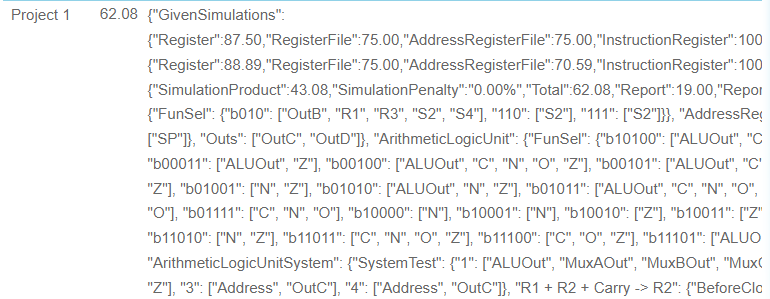 Project 1 62.08 {"GivenSimulations":
{"Register":87.50,"RegisterFile":75.00,"AddressRegisterFile":75.00,"InstructionRegister":100
{"Register":88.89,"RegisterFile":75.00,"AddressRegisterFile":70.59,"InstructionRegister":100
{"SimulationProduct":43.08,"SimulationPenalty":"0.00%","Total":62.08,"Report":19.00,"Repor
{"FunSel": {"b010": ["OutB", "R1", "R3", "S2", "S4"], "110": ["S2"], "111": ["S2"]}}, "AddressReg
["SP"]}, "Outs": ["OutC", "OutD"]}, "ArithmeticLogicUnit": {"FunSel": {"b10100": ["ALUOut", "C
"b00011": ["ALUOut", "Z"], "b00100": ["ALUOut", "C", "N", "O", "Z"], "b00101": ["ALUOut", "C"
"Z"], "b01001": ["N", "Z"], "b01010": ["ALUOut", "N", "Z"], "b01011": ["ALUOut", "C", "N", "O",
"O"], "b01111": ["C", "N", "O"], "b10000": ["N"], "b10001": ["N"], "b10010": ["Z"], "b10011": ["Z"
"b11010": ["N", "Z"], "b11011": ["C", "N", "O", "Z"], "b11100": ["C", "O", "Z"], "b11101": ["ALUO
"ArithmeticLogicUnitSystem": {"SystemTest": {"1": ["ALUOut", "MuxAOut", "MuxBOut", "MuxC
"Z"], "3": ["Address", "OutC"], "4": ["Address", "OutC"]}, "R1 + R2 + Carry -> R2": {"BeforeClo